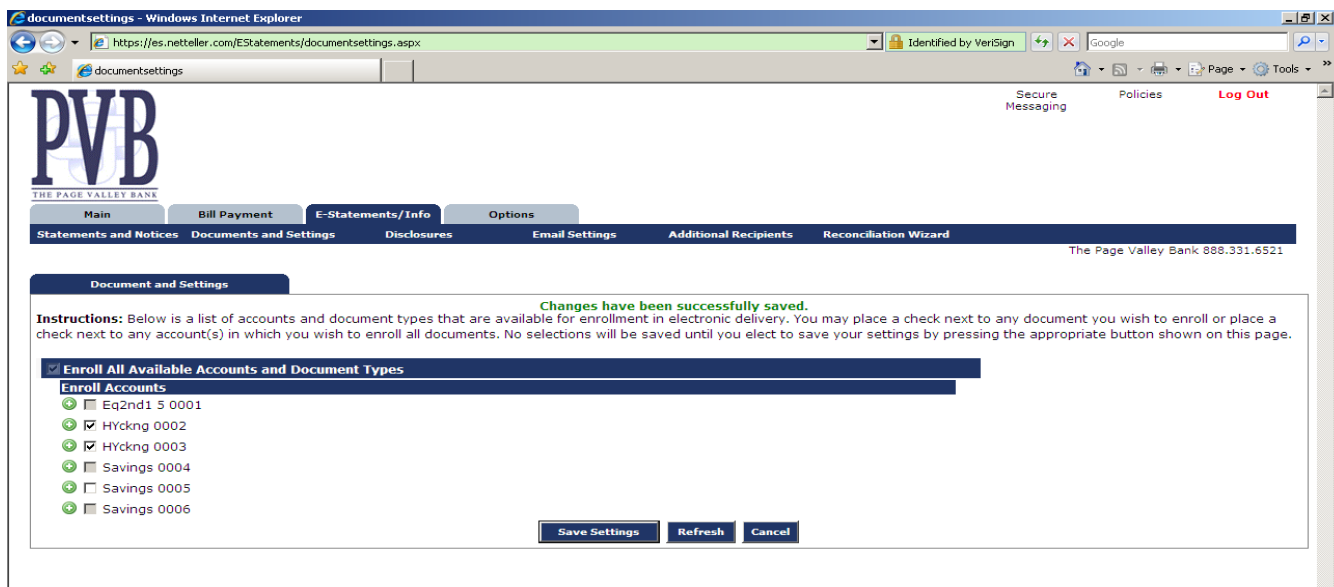 documentsettings - Windows Internet Explorer
https://es.netteller.com/EStatements/documentsettings.aspx
Identified by VeriSign
Google
documentsettings
Page
Tools
Secure Messaging
Policies
Log Out
PVB
THE PAGE VALLEY BANK
Main
Bill Payment
E-Statements/Info
Options
Statements and Notices
Documents and Settings
Disclosures
Email Settings
Additional Recipients
Reconciliation Wizard
The Page Valley Bank 888.331.6521
Document and Settings
Changes have been successfully saved.
Instructions: Below is a list of accounts and document types that are available for enrollment in electronic delivery. You may place a check next to any document you wish to enroll or place a
check next to any account(s) in which you wish to enroll all documents. No selections will be saved until you elect to save your settings by pressing the appropriate button shown on this page.
Enroll All Available Accounts and Document Types
Enroll Accounts
Eq2nd1 5 0001
HYckng 0002
HYckng 0003
Savings 0004
Savings 0005
Savings 0006
Save Settings
Refresh
Cancel